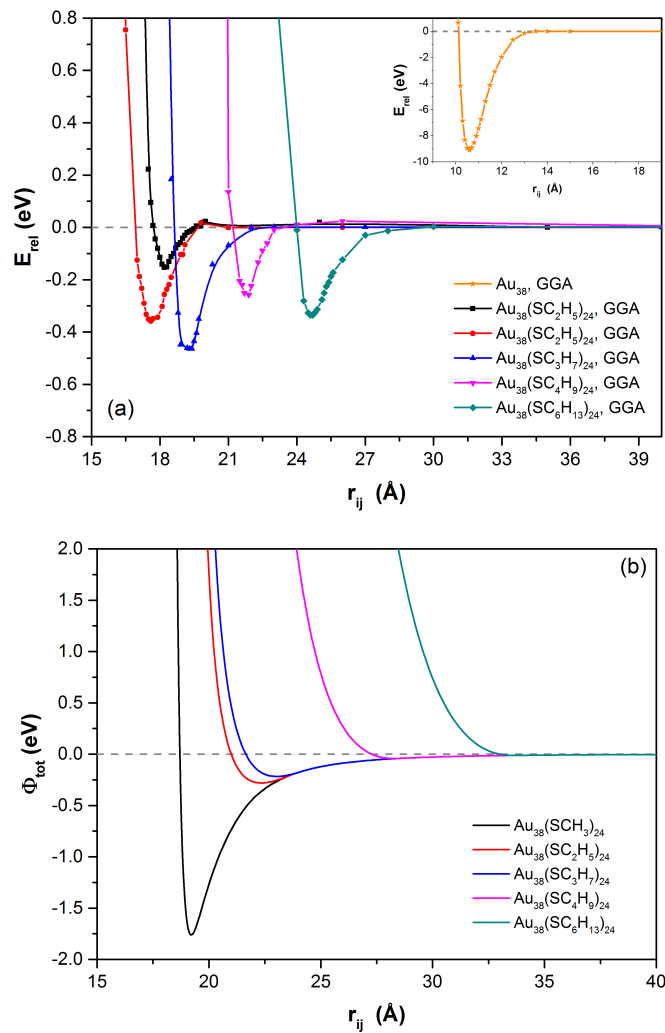 0.8
0.6
0.4
0.2
0.0
-0.2
-0.4
-0.6
-0.8
E_rel (eV)
15 18 21 24 27 30 33 36 39
r_ij (Å)
(a)
0
-2
-4
-6
-8
-10
E_rel (eV)
10 12 14 16 18
r_ij (Å)
Au38, GGA
Au38(SC2H5)24, GGA
Au38(SC2H5)24, GGA
Au38(SC3H7)24, GGA
Au38(SC4H9)24, GGA
Au38(SC6H13)24, GGA
(b)
2.0
1.5
1.0
0.5
0.0
-0.5
-1.0
-1.5
-2.0
Φ_tot (eV)
15 20 25 30 35 40
r_ij (Å)
Au38(SCH3)24
Au38(SC2H5)24
Au38(SC3H7)24
Au38(SC4H9)24
Au38(SC6H13)24